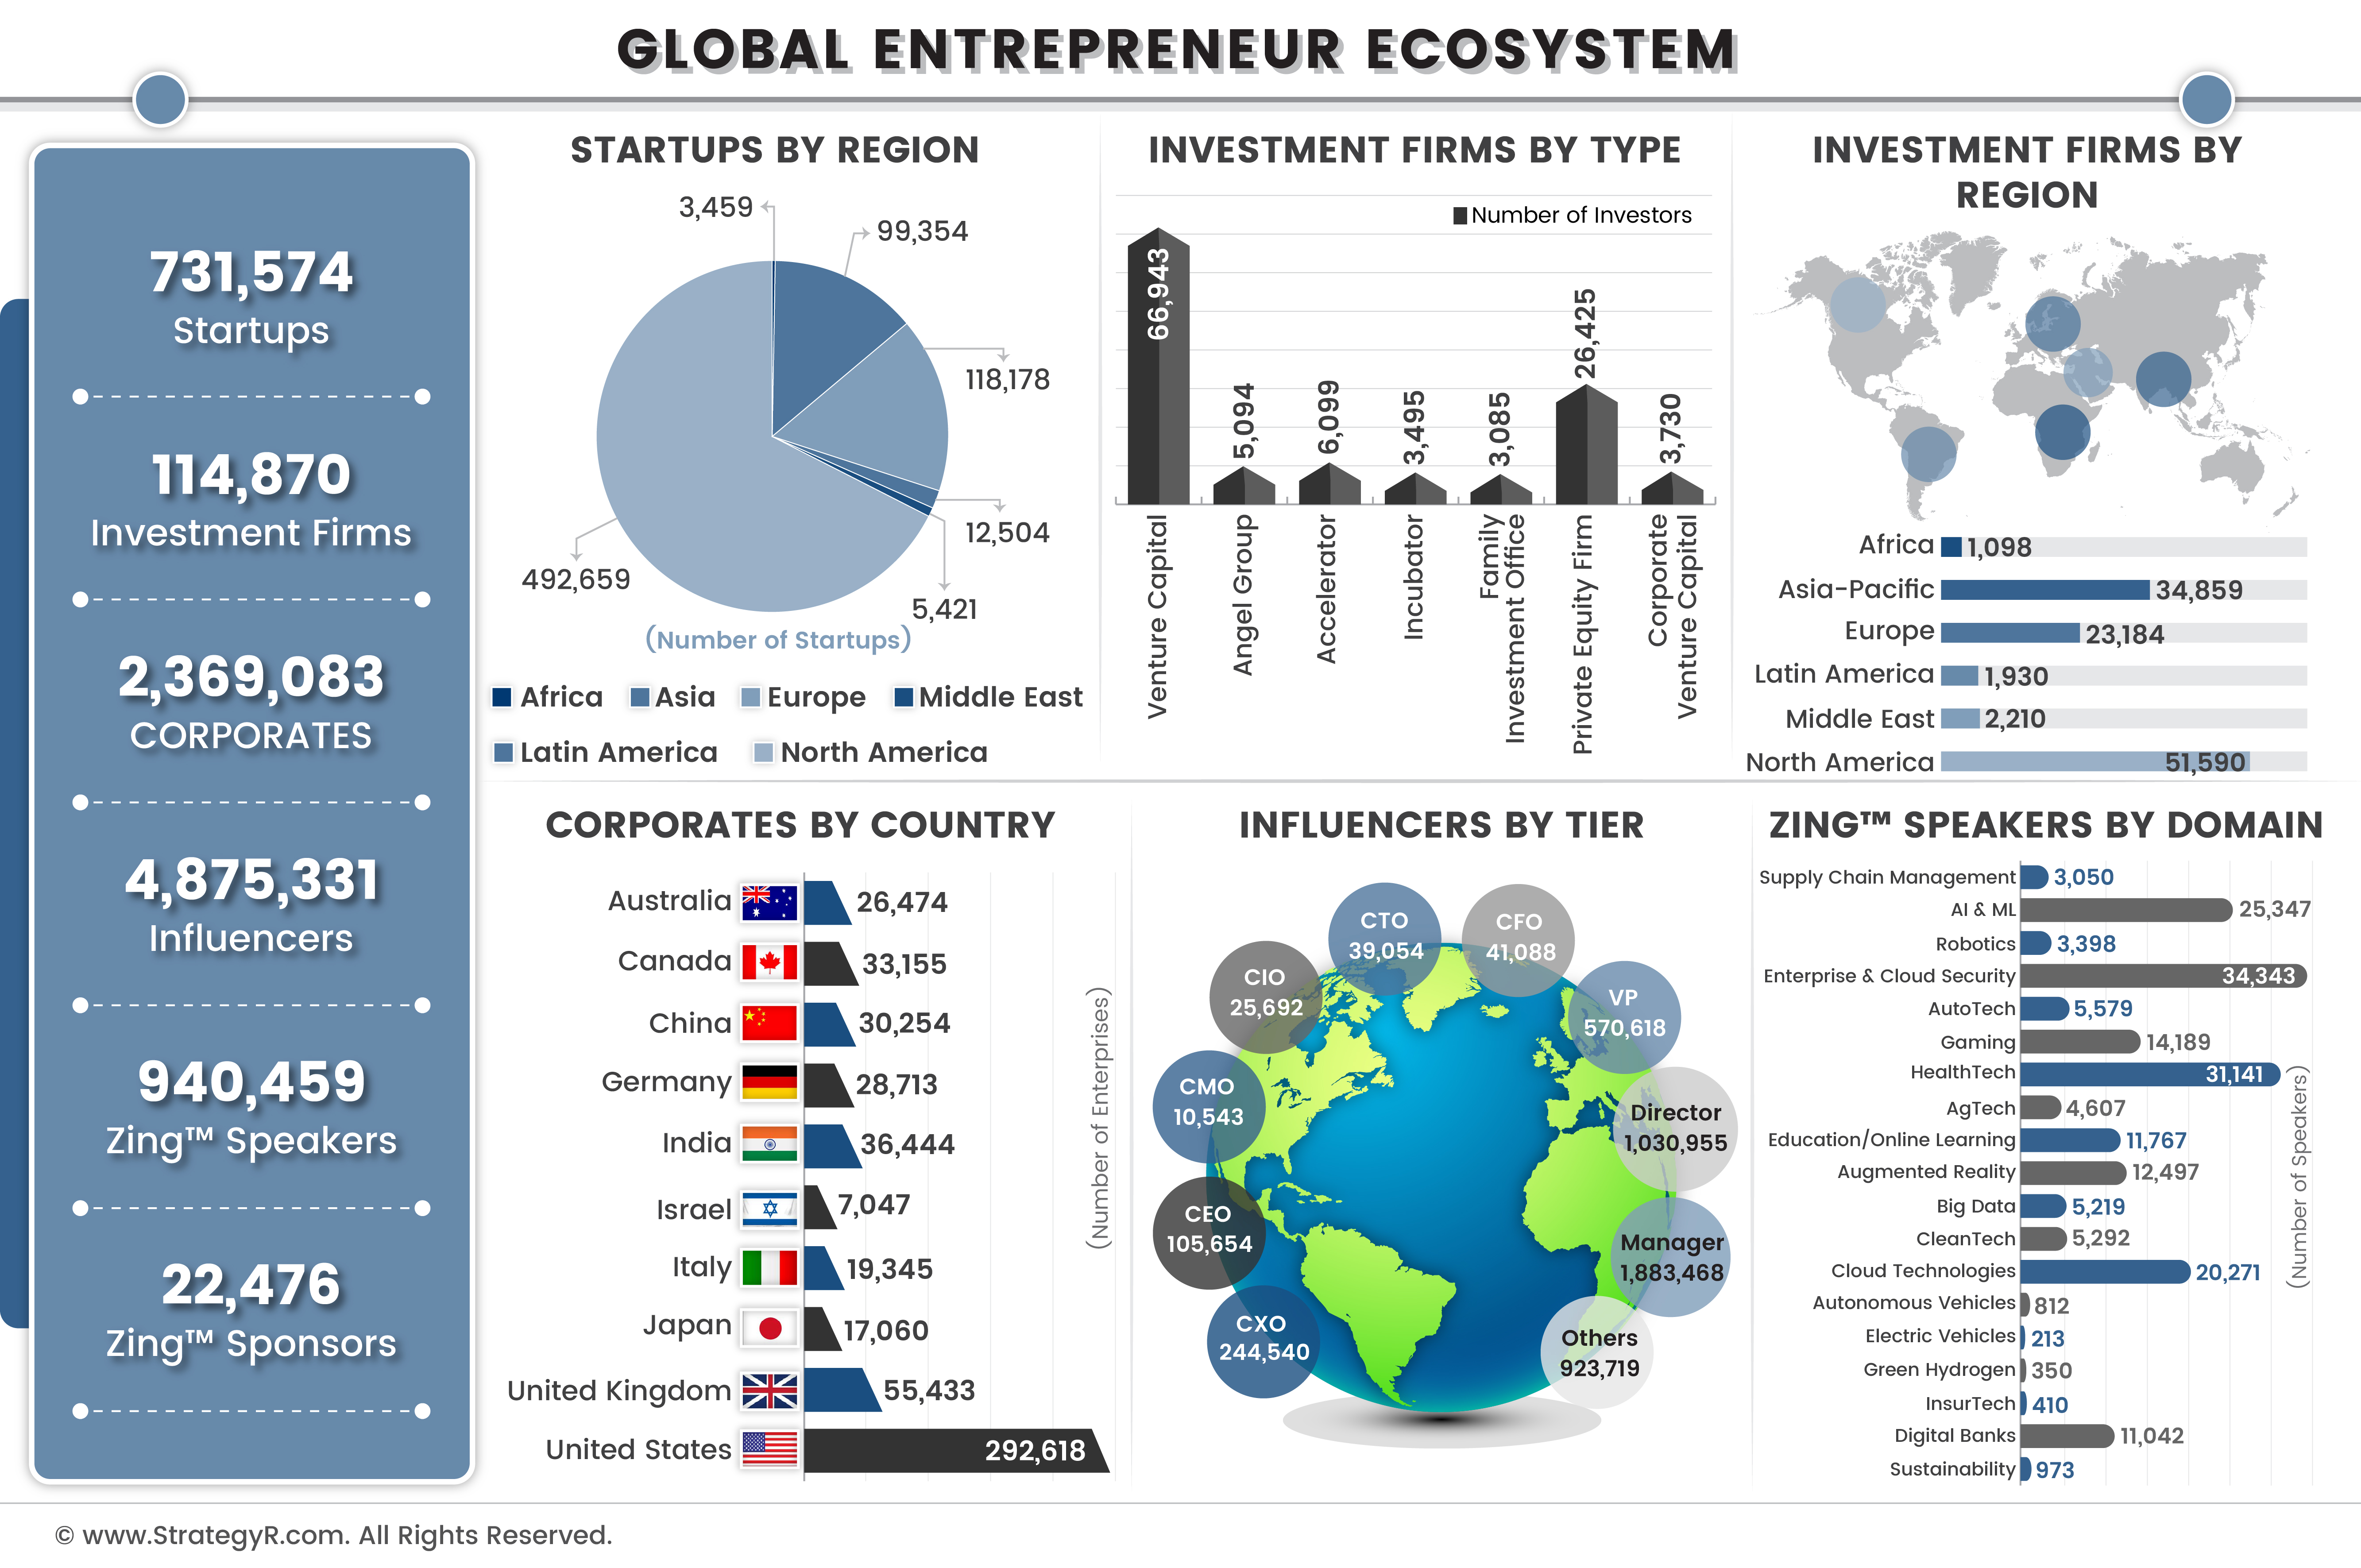 GLOBAL ENTREPRENEUR ECOSYSTEM
731,574
Startups
114,870
Investment Firms
2,369,083
CORPORATES
4,875,331
Influencers
940,459
Zing™ Speakers
22,476
Zing™ Sponsors
STARTUPS BY REGION
3,459
99,354
118,178
12,504
5,421
492,659
(Number of Startups)
Africa Asia Europe Middle East
Latin America North America
INVESTMENT FIRMS BY TYPE
Number of Investors
66,943
5,094
6,099
3,495
3,085
26,425
3,730
Venture Capital
Angel Group
Accelerator
Incubator
Family
Investment Office
Private Equity Firm
Corporate
Venture Capital
INVESTMENT FIRMS BY
REGION
Africa 1,098
Asia-Pacific 34,859
Europe 23,184
Latin America 1,930
Middle East 2,210
North America 51,590
CORPORATES BY COUNTRY
Australia 26,474
Canada 33,155
China 30,254
Germany 28,713
India 36,444
Israel 7,047
Italy 19,345
Japan 17,060
United Kingdom 55,433
United States 292,618
(Number of Enterprises)
INFLUENCERS BY TIER
CTO
39,054
CFO
41,088
CIO
25,692
VP
570,618
CMO
10,543
Director
1,030,955
CEO
105,654
Manager
1,883,468
CXO
244,540
Others
923,719
ZING™ SPEAKERS BY DOMAIN
Supply Chain Management 3,050
AI & ML 25,347
Robotics 3,398
Enterprise & Cloud Security 34,343
AutoTech 5,579
Gaming 14,189
HealthTech 31,141
AgTech 4,607
Education/Online Learning 11,767
Augmented Reality 12,497
Big Data 5,219
CleanTech 5,292
Cloud Technologies 20,271
Autonomous Vehicles 812
Electric Vehicles 213
Green Hydrogen 350
InsurTech 410
Digital Banks 11,042
Sustainability 973
(Number of Speakers)
© www.StrategyR.com. All Rights Reserved.